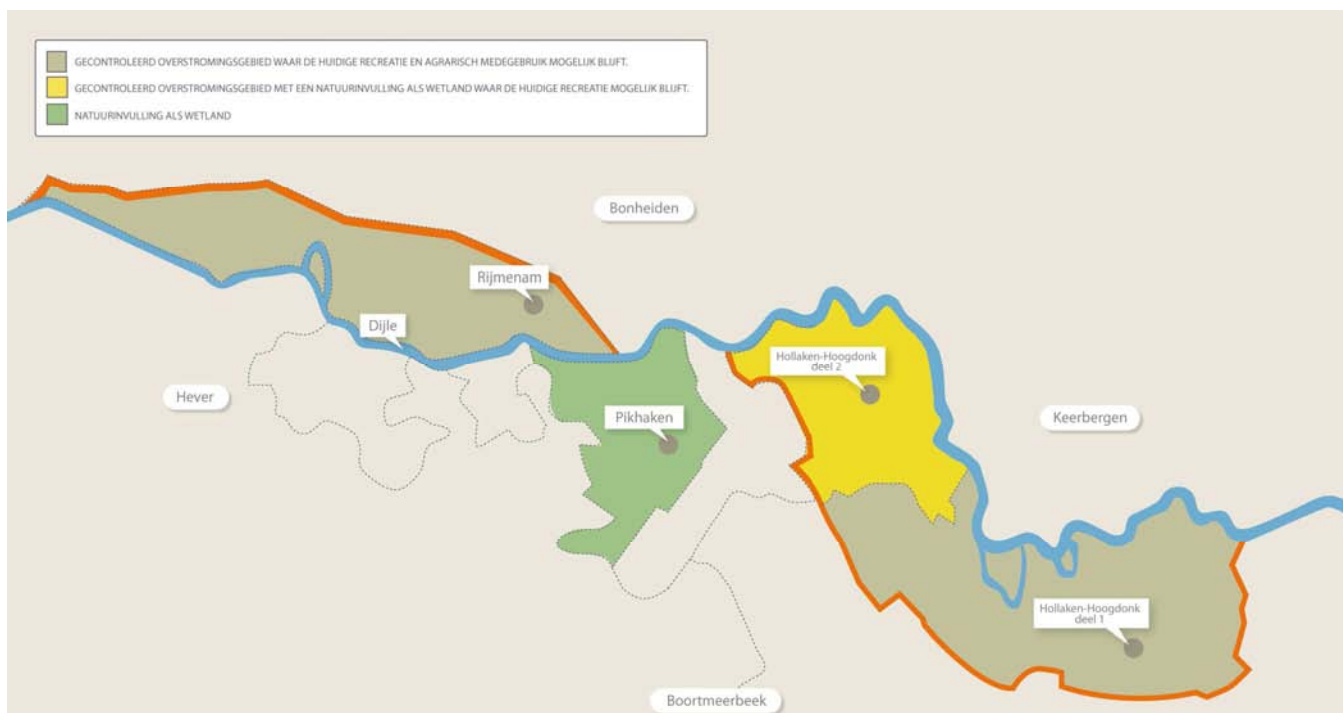 GECONTROLEERD OVERSTROMINGSGEBIED WAAR DE HUIDIGE RECREATIE EN AGRARISCH MEDEGEBRUIK MOGELIJK BLIJFT.
GECONTROLEERD OVERSTROMINGSGEBIED MET EEN NATUURINVULLING ALS WETLAND WAAR DE HUIDIGE RECREATIE MOGELIJK BLIJFT.
NATUURINVULLING ALS WETLAND
Bonheiden
Rijmenam
Dijle
Hollaken-Hoogdonk
deel 2
Hever
Pikhaken
Keerbergen
Hollaken-Hoogdonk
deel 1
Boortmeerbeek